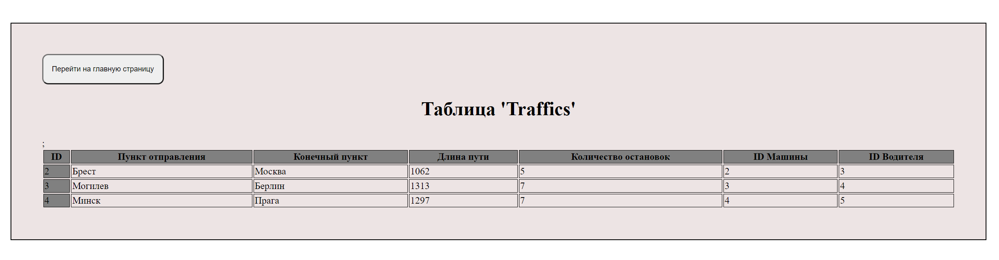 Перейти на главную страницу
Таблица 'Traffics'
;
ID Пункт отправления Конечный пункт Длина пути Количество остановок ID Машины ID Водителя
2 Брест Москва 1062 5 2 3
3 Могилев Берлин 1313 7 3 4
4 Минск Прага 1297 7 4 5